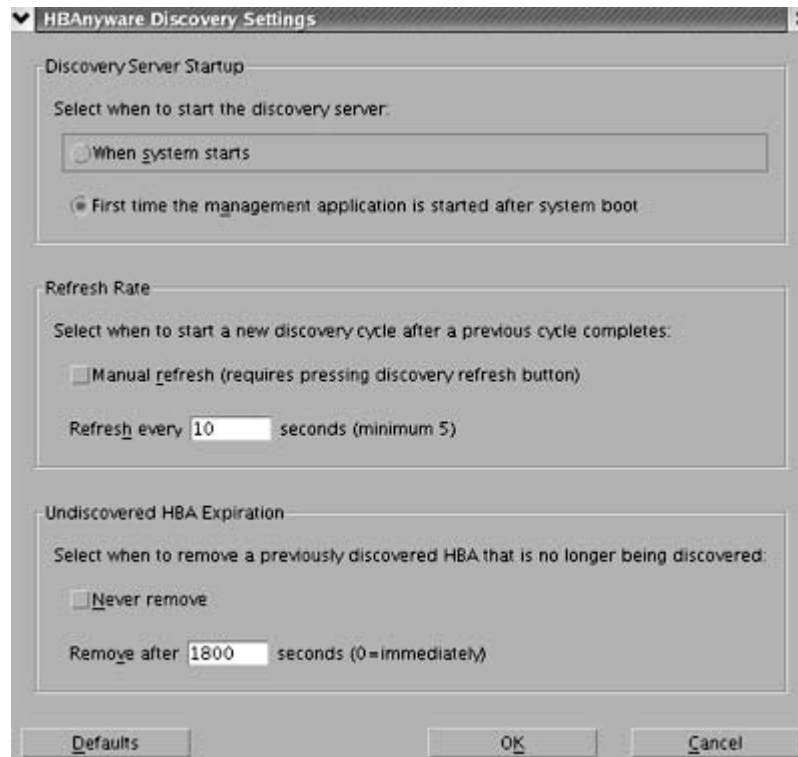 HBAnyware Discovery Settings
Discovery Server Startup
Select when to start the discovery server:
When system starts
First time the management application is started after system boot
Refresh Rate
Select when to start a new discovery cycle after a previous cycle completes:
Manual refresh (requires pressing discovery refresh button)
Refresh every 10 seconds (minimum 5)
Undiscovered HBA Expiration
Select when to remove a previously discovered HBA that is no longer being discovered:
Never remove
Remove after 1800 seconds (0=immediately)
Defaults OK Cancel